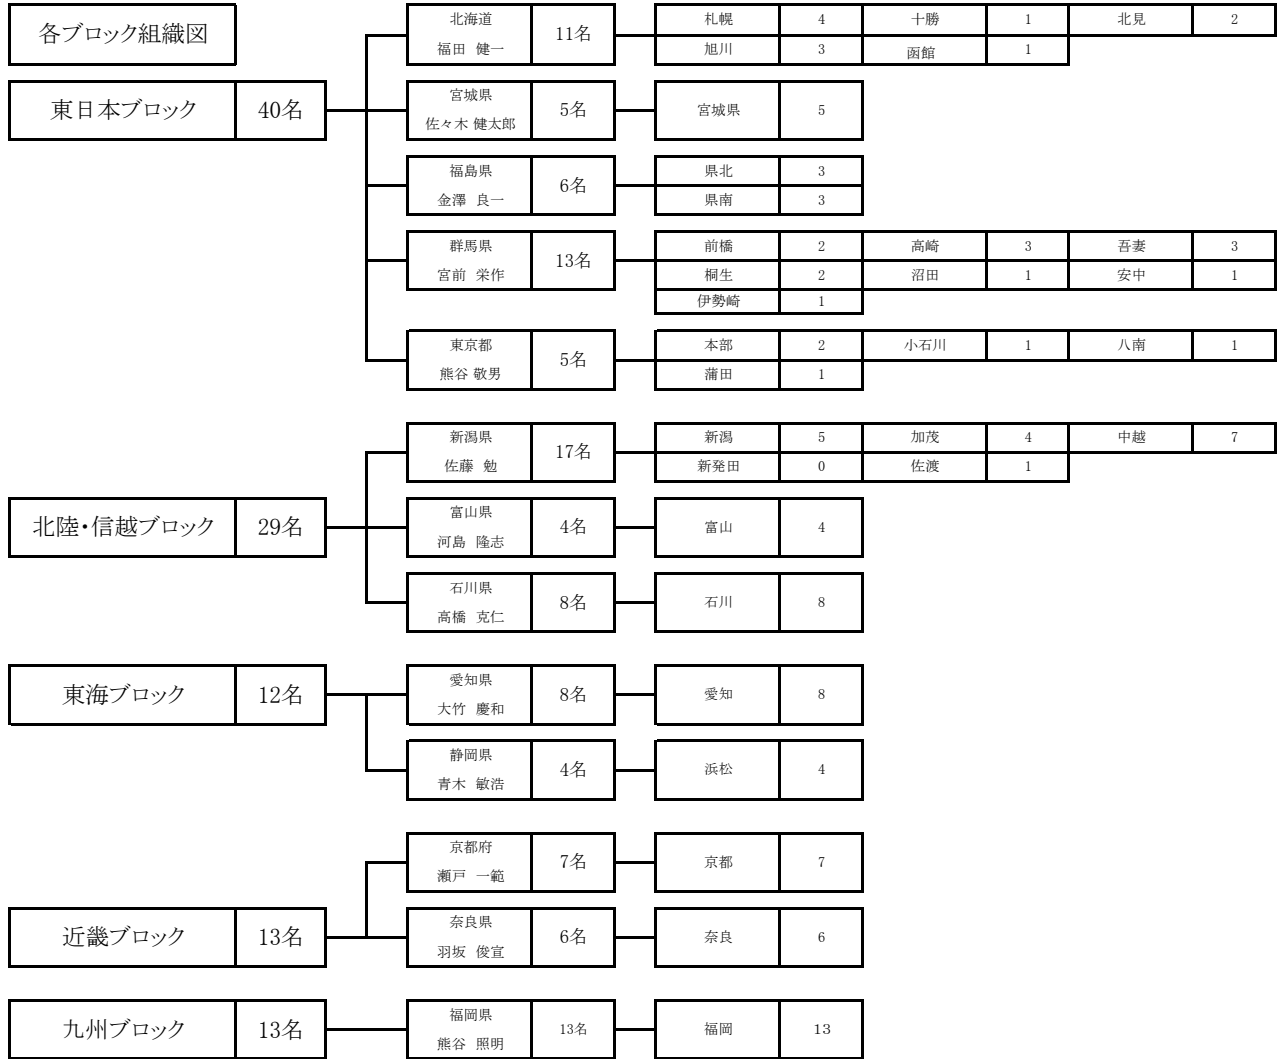 各ブロック組織図
北海道
福田 健一
11名
札幌 4 十勝 1 北見 2
旭川 3 函館 1
東日本ブロック 40名
宮城県
佐々木 健太郎
5名
宮城県 5
福島県
金澤 良一
6名
県北 3
県南 3
群馬県
宮前 栄作
13名
前橋 2 高崎 3 吾妻 3
桐生 2 沼田 1 安中 1
伊勢崎 1
東京都
熊谷 敬男
5名
本部 2 小石川 1 八南 1
蒲田 1
新潟県
佐藤 勉
17名
新潟 5 加茂 4 中越 7
新発田 0 佐渡 1
北陸・信越ブロック 29名
富山県
河島 隆志
4名
富山 4
石川県
高橋 克仁
8名
石川 8
東海ブロック 12名
愛知県
大竹 慶和
8名
愛知 8
静岡県
青木 敏浩
4名
浜松 4
京都府
瀬戸 一範
7名
京都 7
近畿ブロック 13名
奈良県
羽坂 俊宣
6名
奈良 6
九州ブロック 13名
福岡県
熊谷 照明
13名
福岡 13